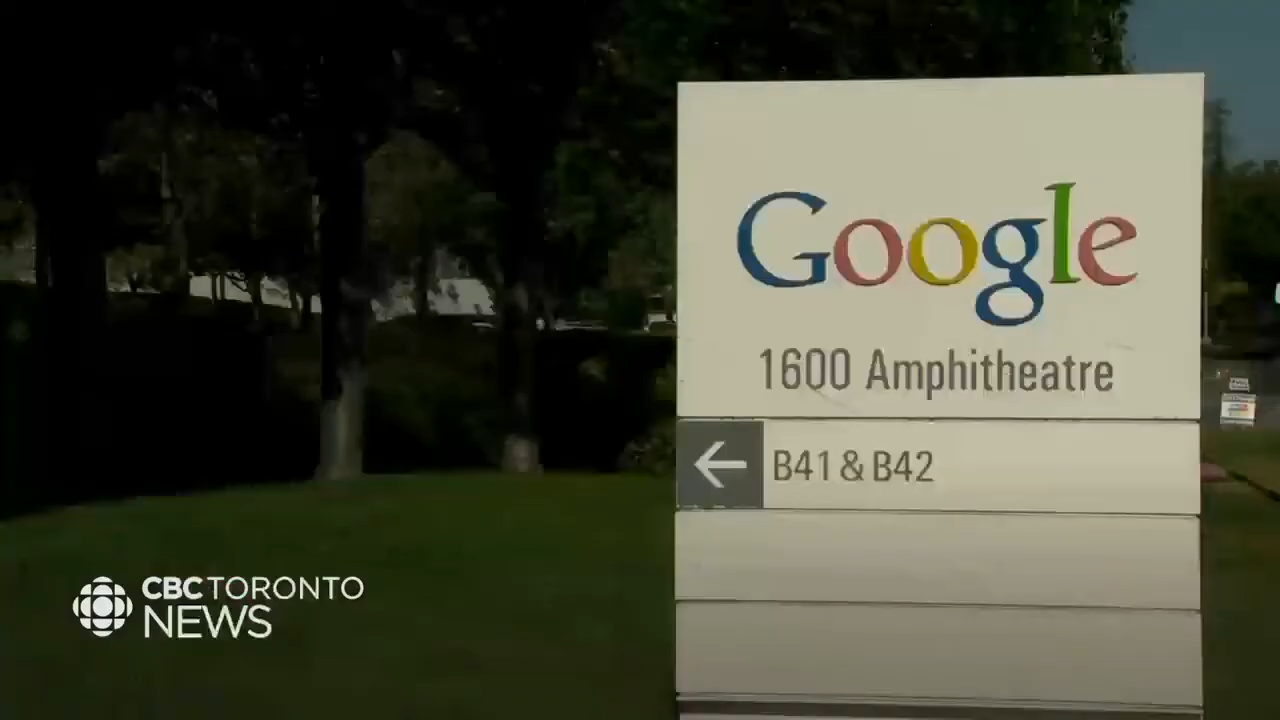 Google
1600 Amphitheatre
B41 & B42
CBC TORONTO
NEWS